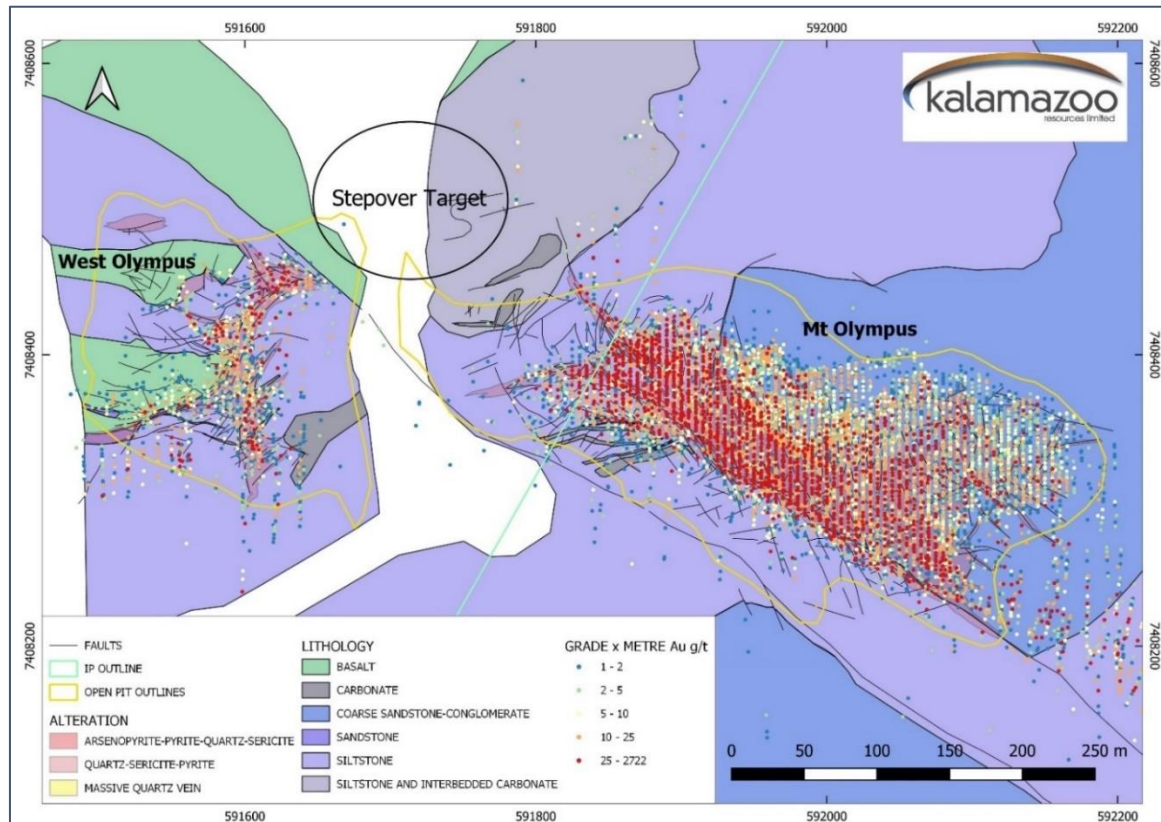 591600 591800 592000 592200
7408600
7408600
kalamazoo
resources limited
Stepover Target
West Olympus
Mt Olympus
7408400
7408400
7408200
7408200
FAULTS
IP OUTLINE
OPEN PIT OUTLINES
ALTERATION
ARSENOPYRITE-PYRITE-QUARTZ-SERICITE
QUARTZ-SERICITE-PYRITE
MASSIVE QUARTZ VEIN
LITHOLOGY
BASALT
CARBONATE
COARSE SANDSTONE-CONGLOMERATE
SANDSTONE
SILTSTONE
SILTSTONE AND INTERBEDDED CARBONATE
GRADE x METRE Au g/t
1 - 2
2 - 5
5 - 10
10 - 25
25 - 2722
0 50 100 150 200 250 m
591600 591800 592000 592200